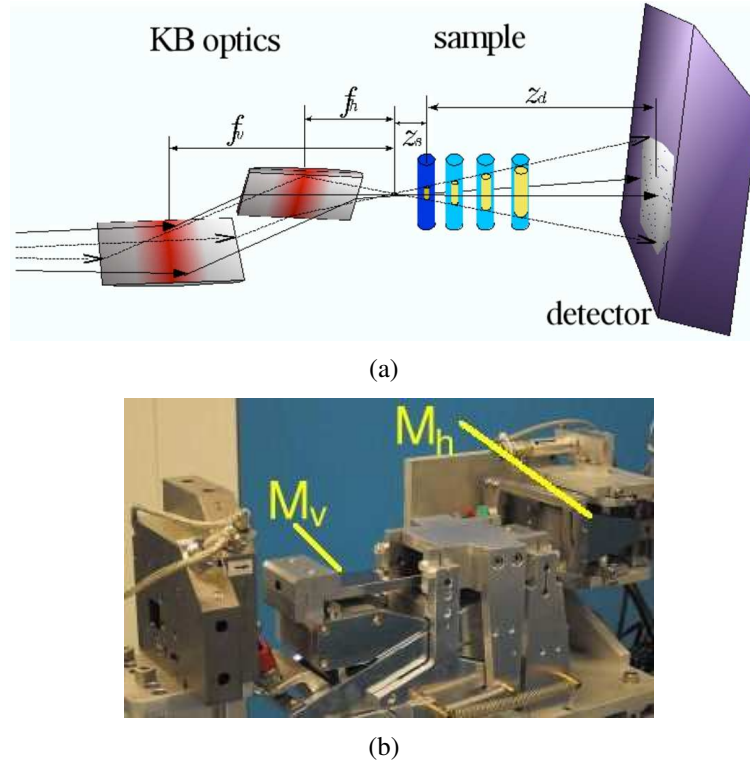 KB optics
sample
f_v
f_h
z_s
z_d
detector
(a)
M_v
M_h
(b)